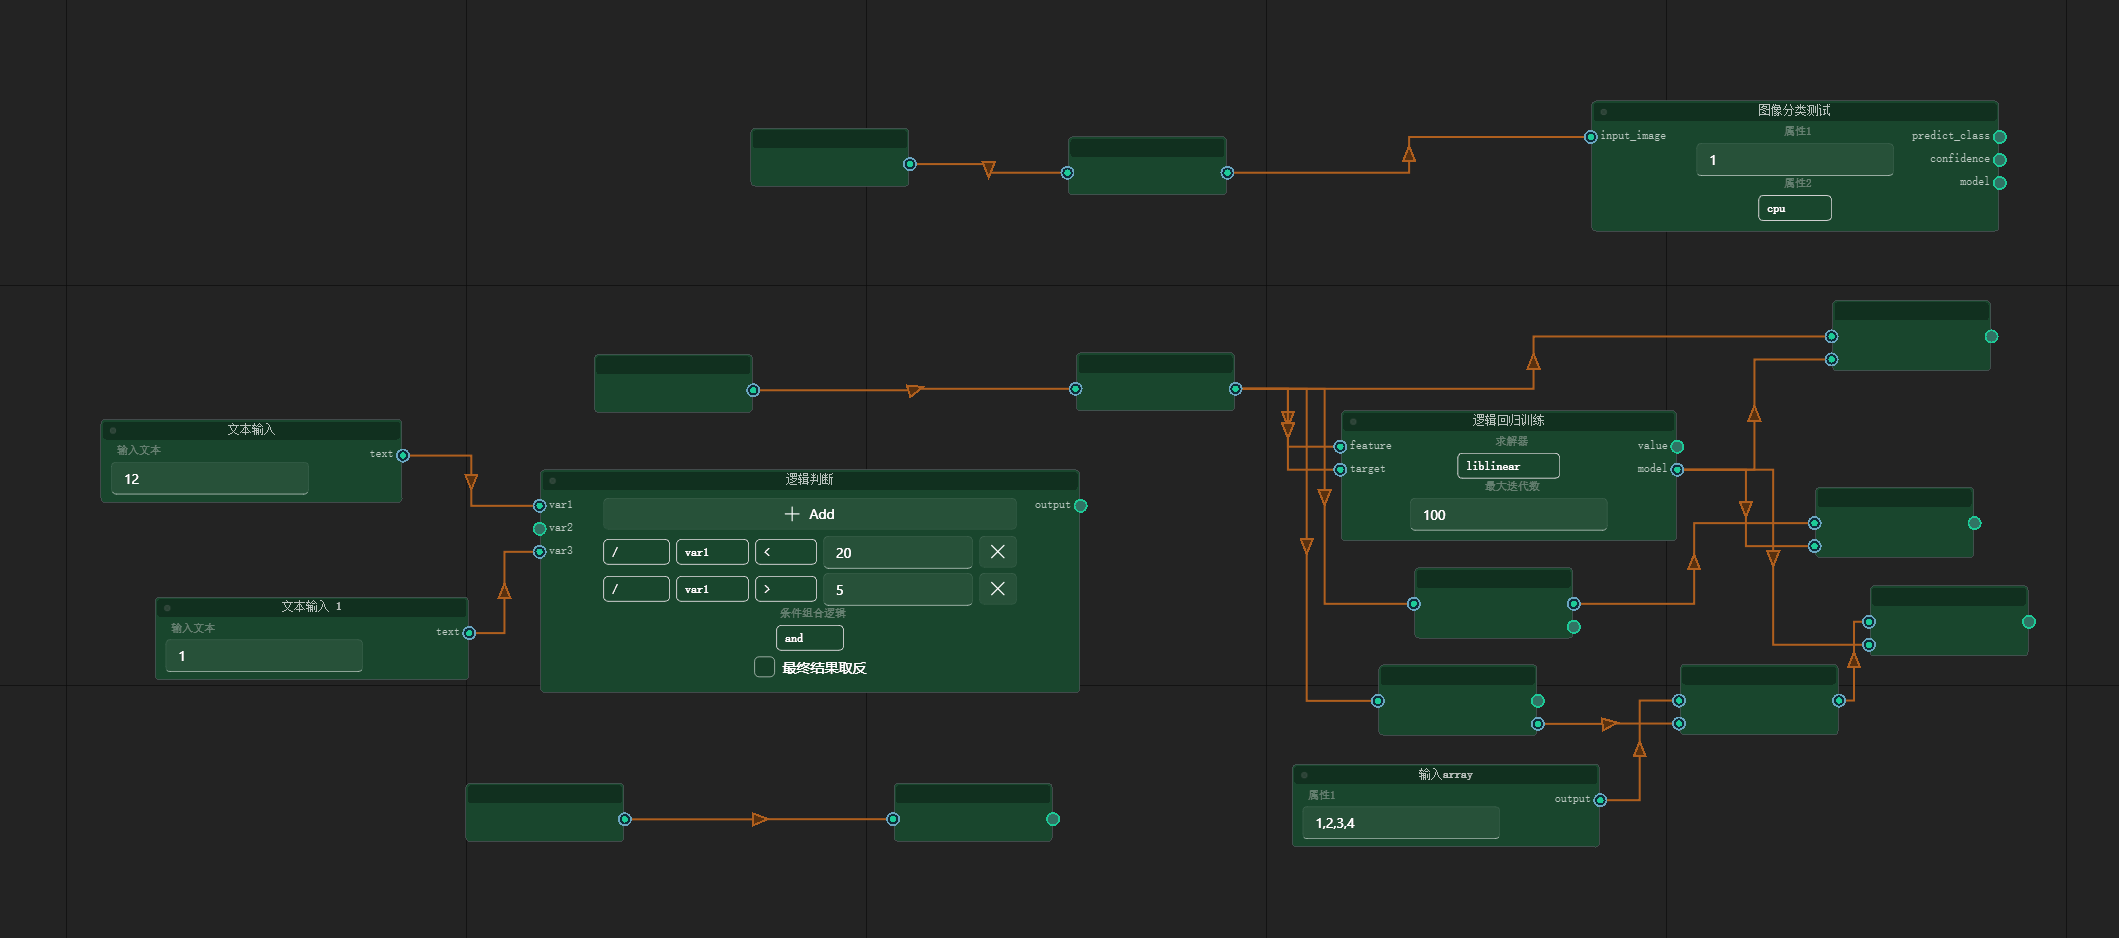 图像分类测试
input_image
属性1
1
属性2
cpu
predict_class
confidence
model
文本输入
输入文本
12
text
文本输入 1
输入文本
1
text
逻辑判断
var1
var2
var3
output
Add
/ var1 < 20
/ var1 > 5
条件组合逻辑
and
最终结果取反
逻辑回归训练
feature
target
求解器
liblinear
最大迭代数
100
value
model
输入array
属性1
1,2,3,4
output